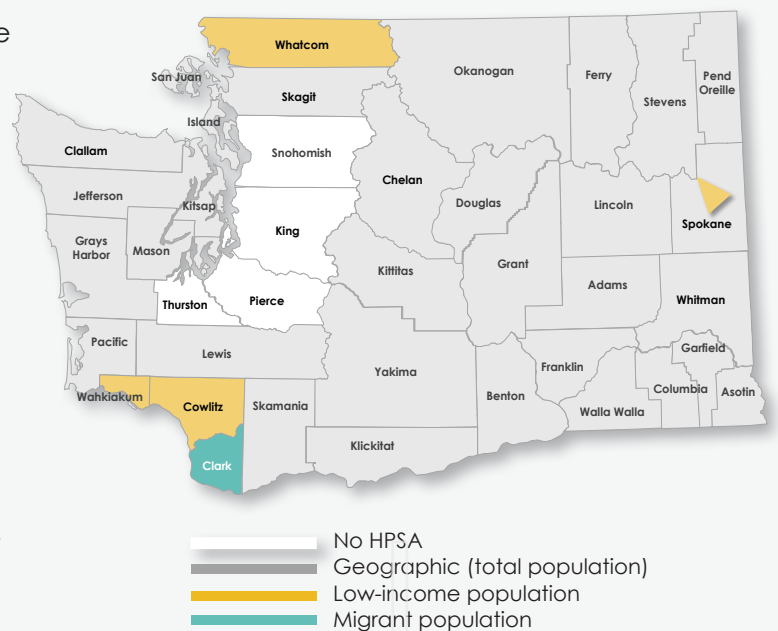 e
Whatcom
San Juan
Okanogan
Ferry
Pend
Oreille
Skagit
Stevens
Island
Clallam
Snohomish
Chelan
Jefferson
Kitsap
Douglas
Lincoln
Spokane
Grays
Harbor
Mason
King
Kittitas
Grant
Adams
Whitman
Thurston
Pierce
Pacific
Lewis
Yakima
Garfield
Franklin
Wahkiakum
Cowlitz
Skamania
Benton
Columbia
Asotin
Walla Walla
Klickitat
Clark
No HPSA
Geographic (total population)
Low-income population
Migrant population